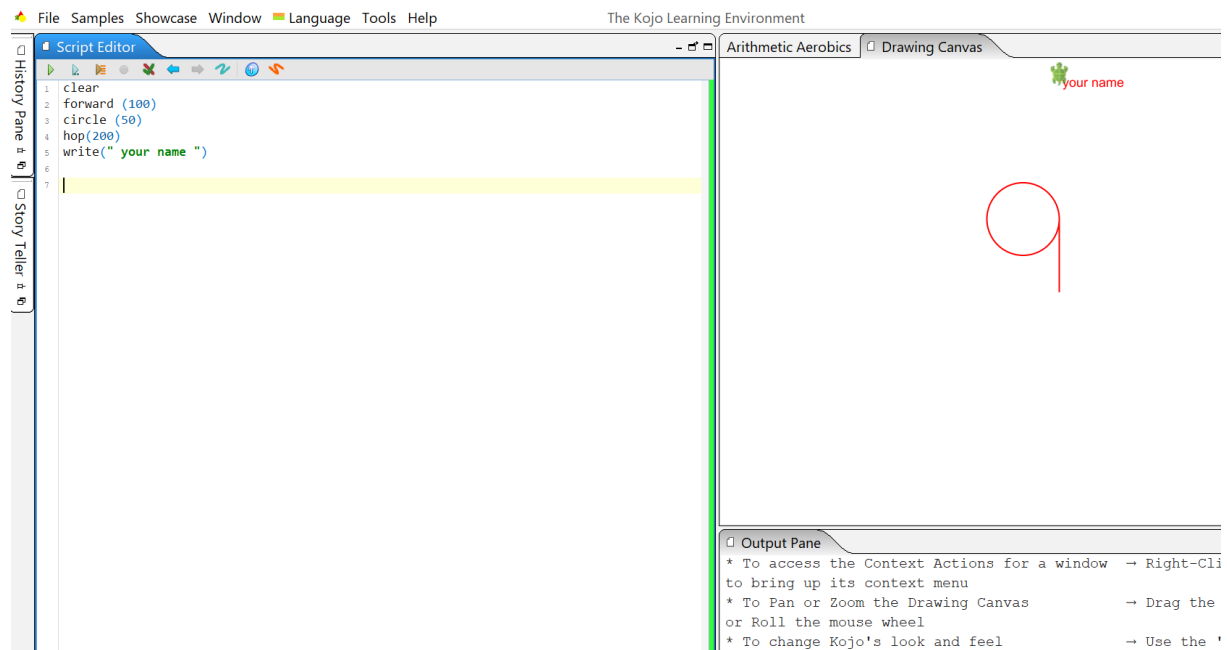 File Samples Showcase Window Language Tools Help The Kojo Learning Environment
History Pane
Story Teller
Script Editor
1 clear
2 forward (100)
3 circle (50)
4 hop(200)
5 write(" your name ")
6
7
Arithmetic Aerobics Drawing Canvas
your name
Output Pane
* To access the Context Actions for a window → Right-Cli
to bring up its context menu
* To Pan or Zoom the Drawing Canvas → Drag the
or Roll the mouse wheel
* To change Kojo's look and feel → Use the '